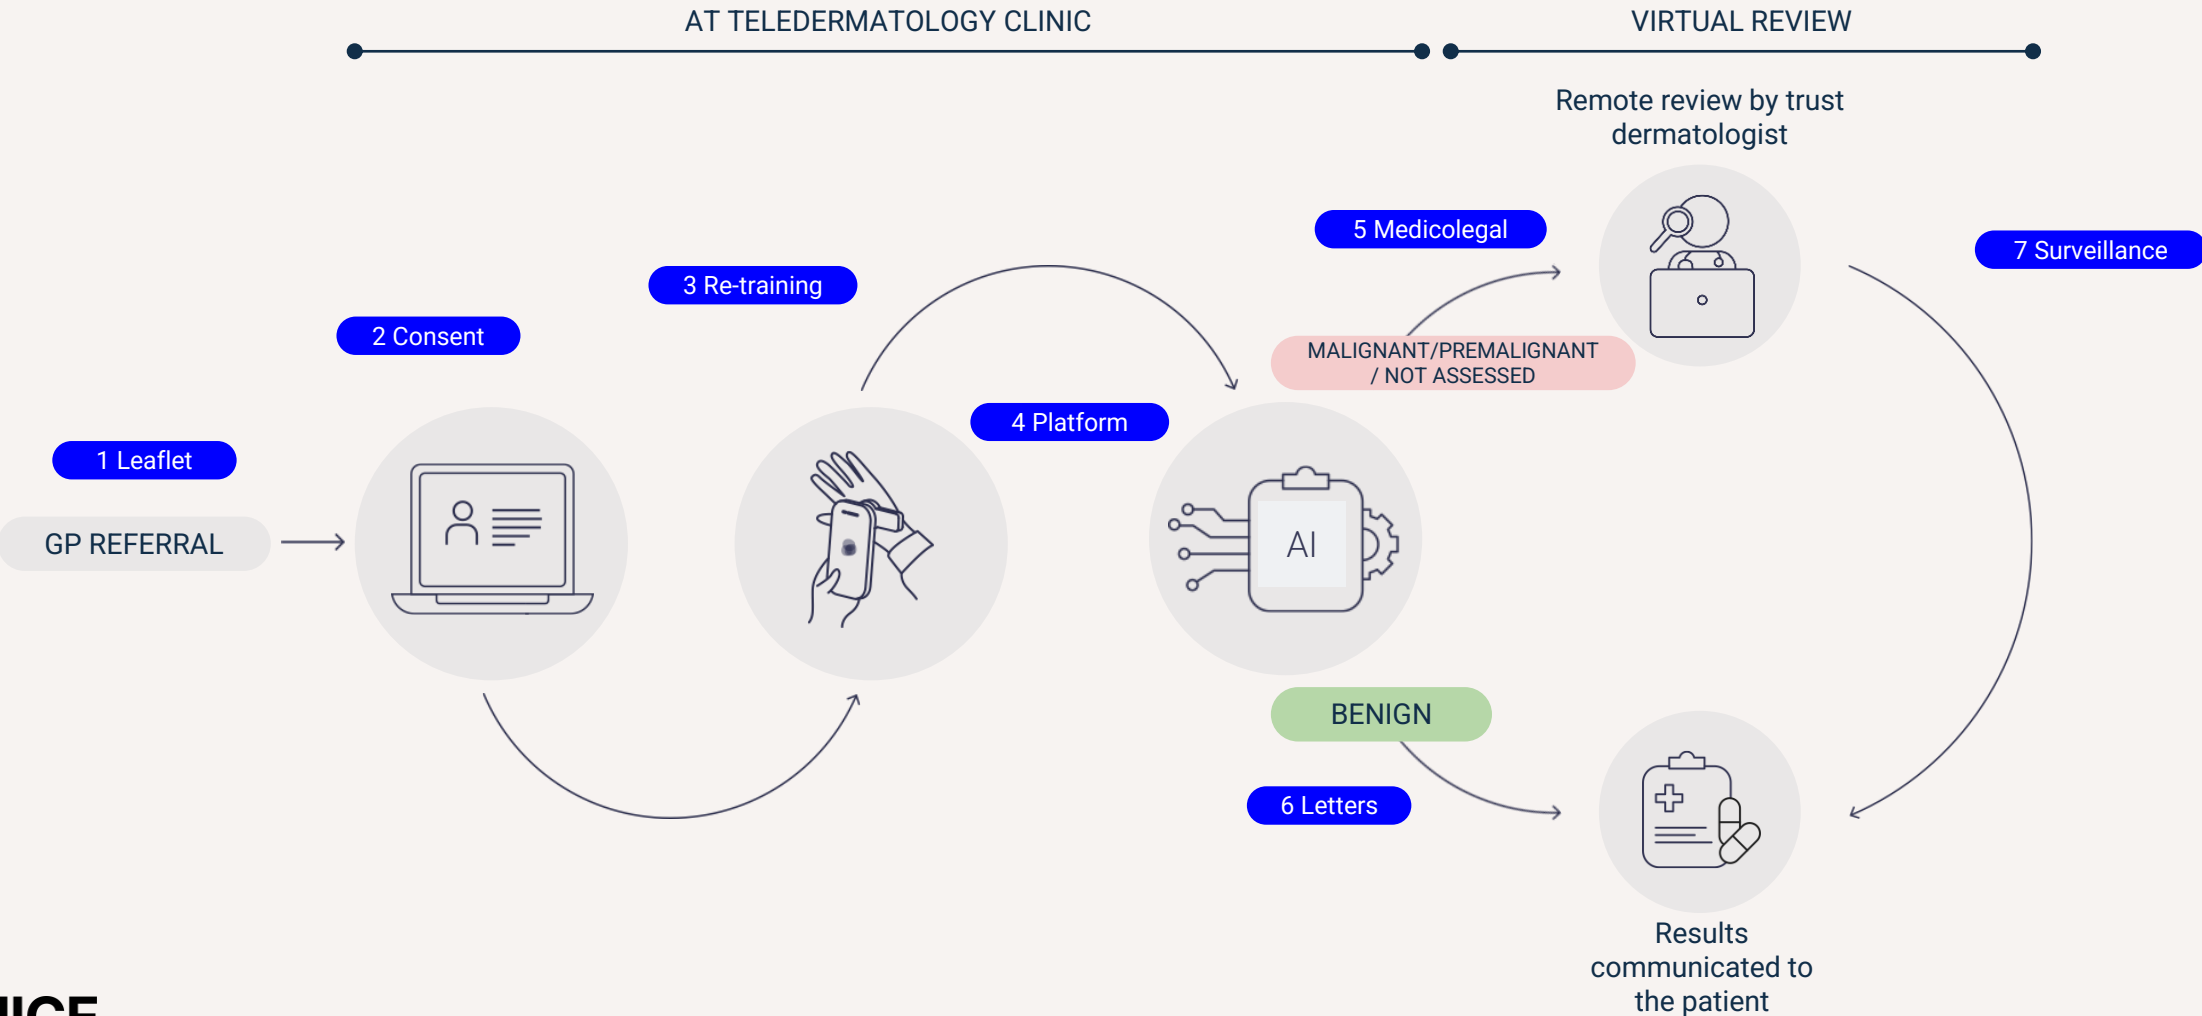 AT TELEDERMATOLOGY CLINIC
VIRTUAL REVIEW
Remote review by trust
dermatologist
5 Medicolegal
7 Surveillance
3 Re-training
2 Consent
MALIGNANT/PREMALIGNANT
/ NOT ASSESSED
4 Platform
1 Leaflet
GP REFERRAL
AI
BENIGN
6 Letters
Results
communicated to
the patient